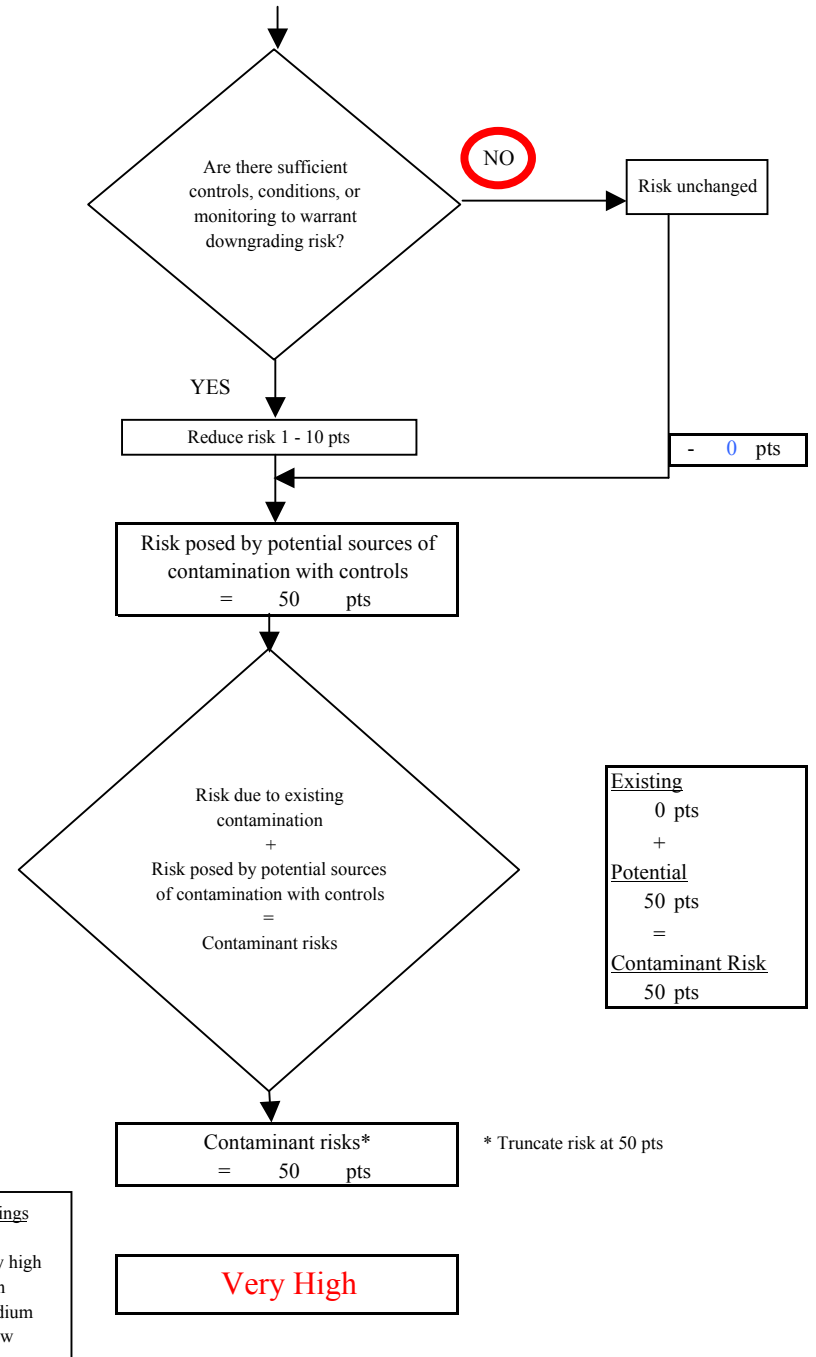 Are there sufficient
controls, conditions, or
monitoring to warrant
downgrading risk?
NO
Risk unchanged
YES
Reduce risk 1 - 10 pts
- 0 pts
Risk posed by potential sources of
contamination with controls
= 50 pts
Risk due to existing
contamination
+
Risk posed by potential sources
of contamination with controls
=
Contaminant risks
Existing
0 pts
+
Potential
50 pts
=
Contaminant Risk
50 pts
Contaminant risks*
= 50 pts
* Truncate risk at 50 pts
high
Very High